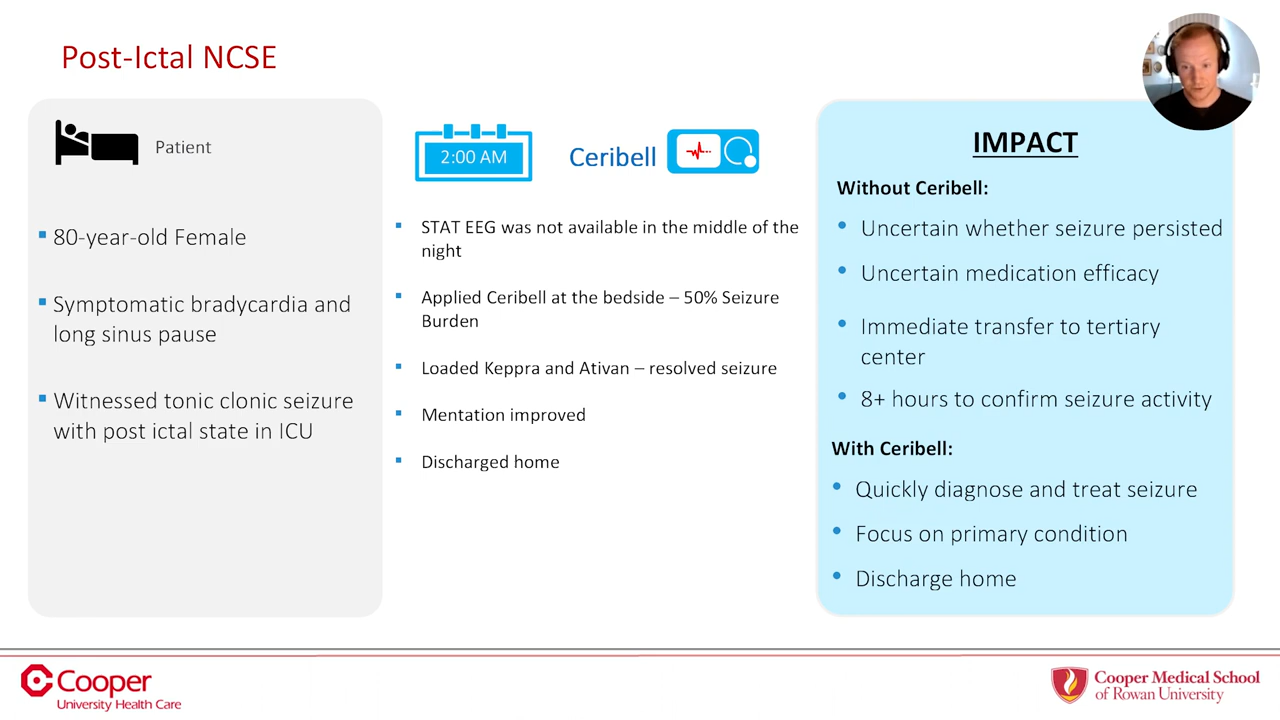 Post-Ictal NCSE
Patient
80-year-old Female
Symptomatic bradycardia and
long sinus pause
Witnessed tonic clonic seizure
with post ictal state in ICU
2:00 AM
Ceribell
STAT EEG was not available in the middle of the
night
Applied Ceribell at the bedside – 50% Seizure
Burden
Loaded Keppra and Ativan – resolved seizure
Mentation improved
Discharged home
IMPACT
Without Ceribell:
Uncertain whether seizure persisted
Uncertain medication efficacy
Immediate transfer to tertiary
center
8+ hours to confirm seizure activity
With Ceribell:
Quickly diagnose and treat seizure
Focus on primary condition
Discharge home
Cooper
University Health Care
Cooper Medical School
of Rowan University